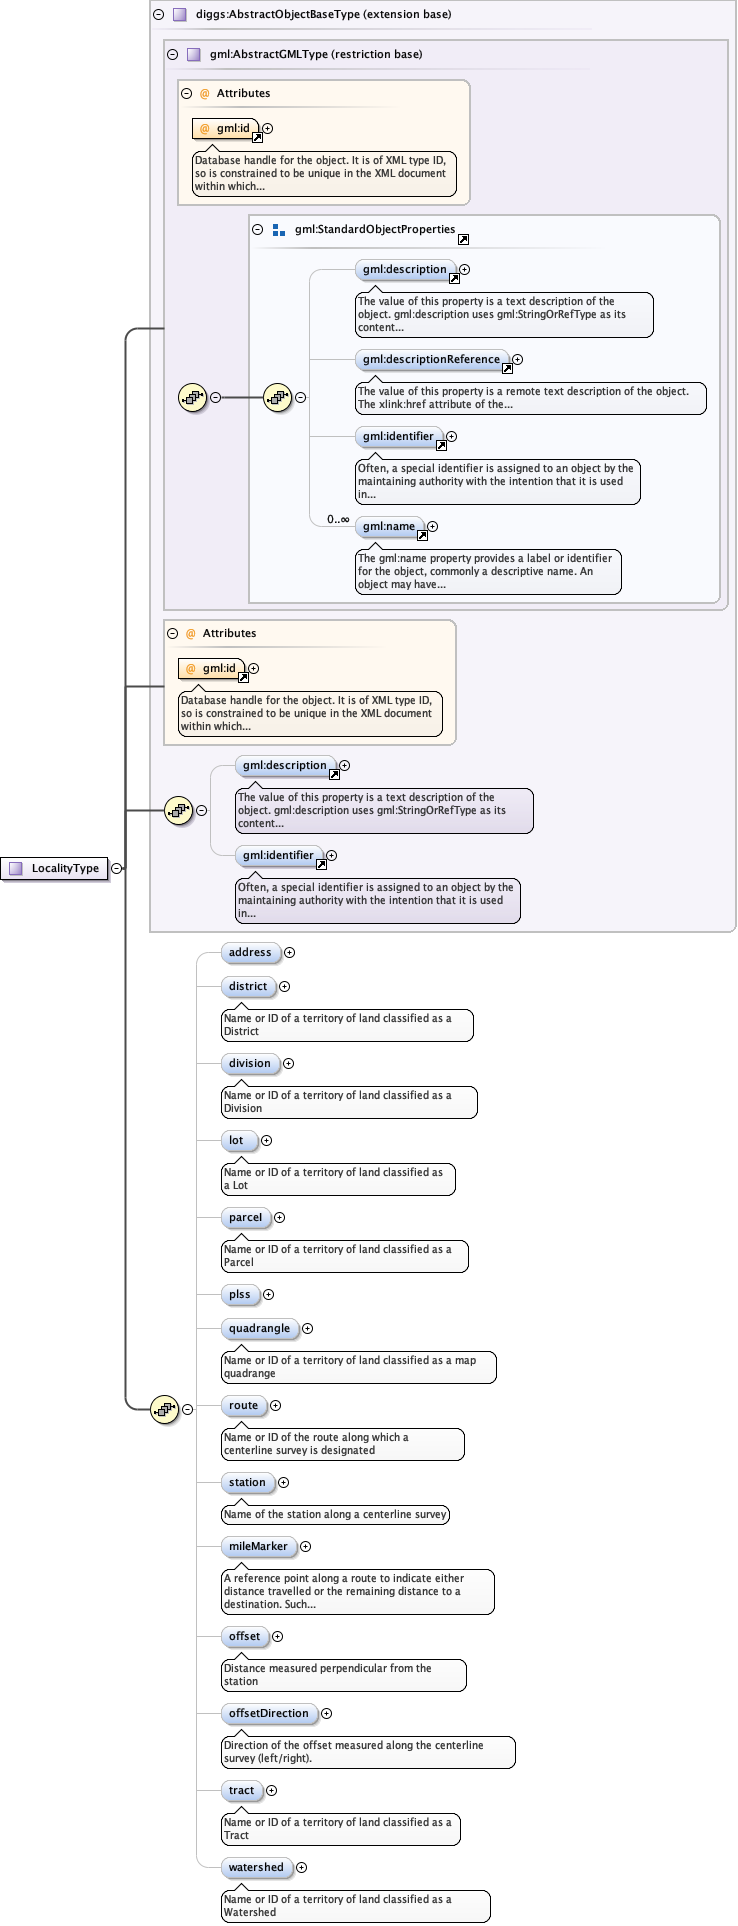 diggs:AbstractObjectBaseType (extension base)
gml:AbstractGMLType (restriction base)
@ Attributes
@ gml:id
Database handle for the object. It is of XML type ID,
so is constrained to be unique in the XML document
within which...
gml:StandardObjectProperties
gml:description
The value of this property is a text description of the
object. gml:description uses gml:StringOrRefType as its
content...
gml:descriptionReference
The value of this property is a remote text description of the object.
The xlink:href attribute of the...
gml:identifier
Often, a special identifier is assigned to an object by the
maintaining authority with the intention that it is used
in...
0..∞
gml:name
The gml:name property provides a label or identifier
for the object, commonly a descriptive name. An
object may have...
@ Attributes
@ gml:id
Database handle for the object. It is of XML type ID,
so is constrained to be unique in the XML document
within which...
gml:description
The value of this property is a text description of the
object. gml:description uses gml:StringOrRefType as its
content...
gml:identifier
Often, a special identifier is assigned to an object by the
maintaining authority with the intention that it is used
in...
LocalityType
address
district
Name or ID of a territory of land classified as a
District
division
Name or ID of a territory of land classified as a
Division
lot
Name or ID of a territory of land classified as
a Lot
parcel
Name or ID of a territory of land classified as a
Parcel
plss
quadrangle
Name or ID of a territory of land classified as a map
quadrange
route
Name or ID of the route along which a
centerline survey is designated
station
Name of the station along a centerline survey
mileMarker
A reference point along a route to indicate either
distance travelled or the remaining distance to a
destination. Such...
offset
Distance measured perpendicular from the
station
offsetDirection
Direction of the offset measured along the centerline
survey (left/right).
tract
Name or ID of a territory of land classified as a
Tract
watershed
Name or ID of a territory of land classified as a
Watershed